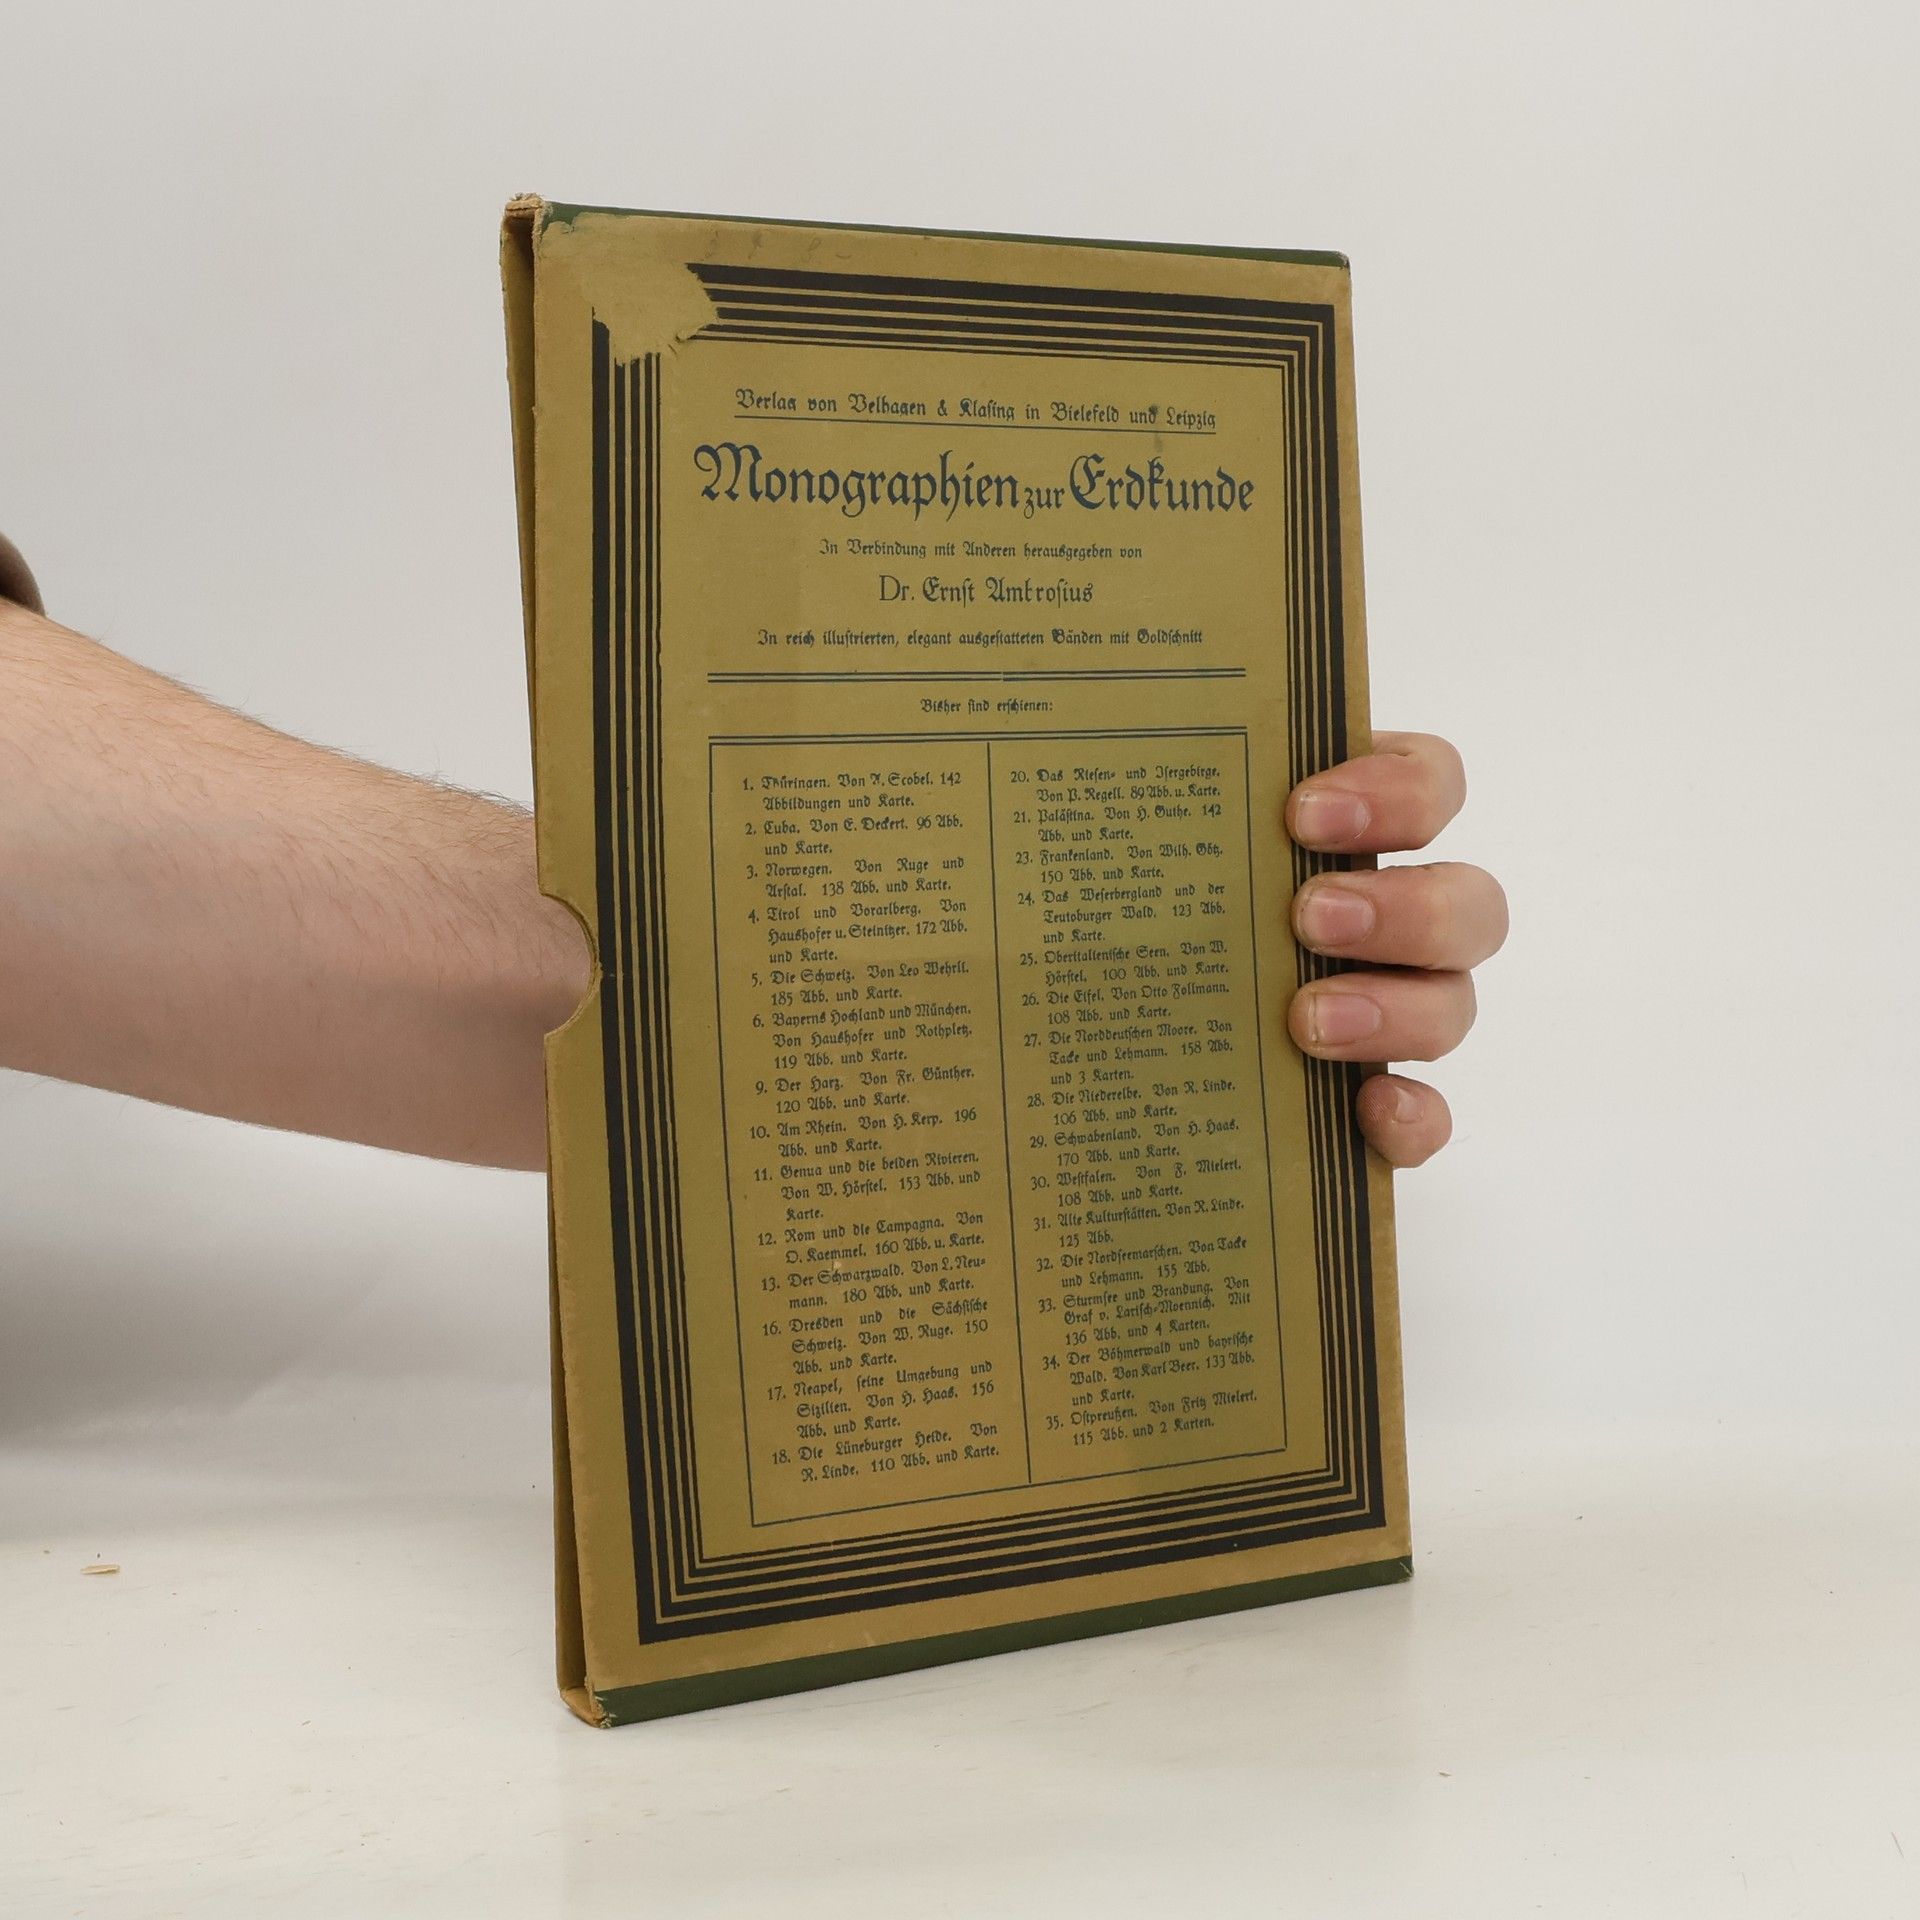 Verlag von Velhagen & Klasing in Bielefeld und Leipzig
Monographien zur Erdkunde
In Verbindung mit Anderen herausgegeben von
Dr. Ernst Ambrosius
In reich illustrierten, elegant ausgestatteten Bänden mit Goldschnitt
Bisher sind erschienen:
1. Thüringen. Von A. Scobel. 142
Abbildungen und Karte.
2. Cuba. Von E. Deckert. 96 Abb.
und Karte.
3. Norwegen. Von Ruge und
Arstal. 138 Abb. und Karte.
4. Tirol und Vorarlberg. Von
Haushofer u. Steinitzer. 172 Abb.
und Karte.
5. Die Schweiz. Von Leo Wehrli.
185 Abb. und Karte.
6. Bayerns Hochland und München.
Von Haushofer und Rothpletz.
119 Abb. und Karte.
9. Der Harz. Von Fr. Günther.
120 Abb. und Karte.
10. Am Rhein. Von H. Kerp. 196
Abb. und Karte.
11. Genua und die beiden Rivieren.
Von W. Hörstel. 153 Abb. und
Karte.
12. Rom und die Campagna. Von
O. Kaemmel. 160 Abb. u. Karte.
13. Der Schwarzwald. Von L. Neu-
mann. 180 Abb. und Karte.
16. Dresden und die Sächsische
Schweiz. Von W. Ruge. 150
Abb. und Karte.
17. Neapel, seine Umgebung und
Sizilien. Von H. Haas. 156
Abb. und Karte.
18. Die Lüneburger Heide. Von
R. Linde. 110 Abb. und Karte.
20. Das Riesen- und Isergebirge.
Von P. Regell. 89 Abb. u. Karte.
21. Palästina. Von H. Guthe. 142
Abb. und Karte.
23. Frankenland. Von Wilh. Götz.
150 Abb. und Karte.
24. Das Weserbergland und der
Teutoburger Wald. 123 Abb.
und Karte.
25. Oberitalienische Seen. Von W.
Hörstel. 100 Abb. und Karte.
26. Die Eifel. Von Otto Follmann.
108 Abb. und Karte.
27. Die Norddeutschen Moore. Von
Tacke und Lehmann. 158 Abb.
und 3 Karten.
28. Die Niederelbe. Von R. Linde.
106 Abb. und Karte.
29. Schwabenland. Von H. Haas.
170 Abb. und Karte.
30. Westfalen. Von F. Mielert.
108 Abb. und Karte.
31. Alte Kulturstätten. Von R. Linde.
125 Abb.
32. Die Nordseemarschen. Von Tacke
und Lehmann. 155 Abb.
33. Sturmsee und Brandung. Von
Graf v. Larisch-Moennich. Mit
136 Abb. und 4 Karten.
34. Der Böhmerwald und bayrische
Wald. Von Karl Beer. 133 Abb.
und Karte.
35. Ostpreußen. Von Fritz Mielert.
115 Abb. und 2 Karten.